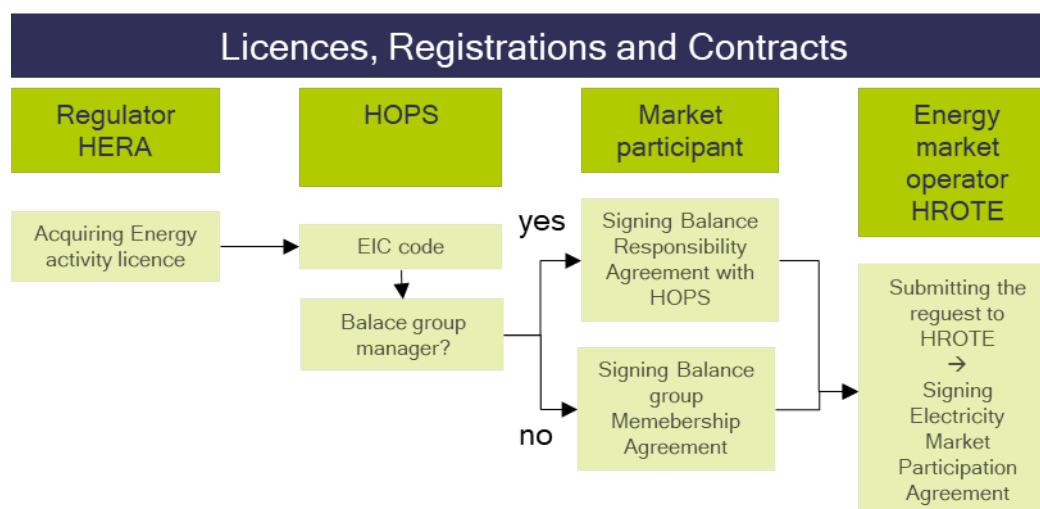 Licences, Registrations and Contracts
Regulator
HERA
HOPS
Market
participant
Energy
market
operator
HROTE
Acquiring Energy
activity licence
EIC code
Balace group
manager?
yes
no
Signing Balance
Responsibility
Agreement with
HOPS
Signing Balance
group
Memebership
Agreement
Submitting the
reguest to
HROTE
→
Signing
Electricity
Market
Participation
Agreement